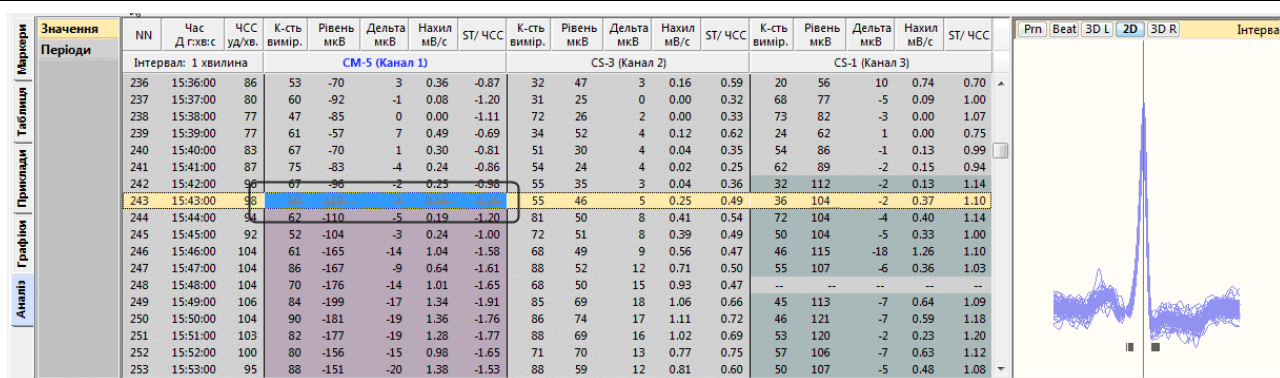 Значення
Періоди
Маркери
Таблиця
Приклади
Графіки
Аналіз
NN Час Д г:хв:с ЧСС уд/хв. К-сть вимір. Рівень мкВ Дельта мкВ Нахил мВ/с ST/ ЧСС К-сть вимір. Рівень мкВ Дельта мкВ Нахил мВ/с ST/ ЧСС К-сть вимір. Рівень мкВ Дельта мкВ Нахил мВ/с ST/ ЧСС
Інтервал: 1 хвилина CM-5 (Канал 1) CS-3 (Канал 2) CS-1 (Канал 3)
236 15:36:00 86 53 -70 3 0.36 -0.87 32 47 3 0.16 0.59 20 56 10 0.74 0.70
237 15:37:00 80 60 -92 -1 0.08 -1.20 31 25 0 0.00 0.32 68 77 -5 0.09 1.00
238 15:38:00 77 47 -85 0 0.00 -1.11 72 26 2 0.00 0.33 73 82 -3 0.00 1.07
239 15:39:00 77 61 -57 7 0.49 -0.69 34 52 4 0.12 0.62 24 62 1 0.00 0.75
240 15:40:00 83 67 -70 1 0.30 -0.81 51 30 4 0.04 0.35 54 86 -1 0.13 0.99
241 15:41:00 87 75 -83 -4 0.24 -0.86 54 24 4 0.02 0.25 62 89 -2 0.15 0.94
242 15:42:00 96 67 -96 -2 0.25 -0.98 55 35 3 0.04 0.36 32 112 -2 0.13 1.14
243 15:43:00 98 55 46 5 0.25 0.49 36 104 -2 0.37 1.10
244 15:44:00 94 62 -110 -5 0.19 -1.20 81 50 8 0.41 0.54 72 104 -4 0.40 1.14
245 15:45:00 92 52 -104 -3 0.24 -1.00 72 51 8 0.39 0.49 50 104 -5 0.33 1.00
246 15:46:00 104 61 -165 -14 1.04 -1.58 68 49 9 0.56 0.47 46 115 -18 1.26 1.10
247 15:47:00 104 86 -167 -9 0.64 -1.61 88 52 12 0.71 0.50 55 107 -6 0.36 1.03
248 15:48:00 104 70 -176 -14 1.01 -1.65 68 50 15 0.93 0.47 -- -- -- -- --
249 15:49:00 106 84 -199 -17 1.34 -1.91 85 69 18 1.06 0.66 45 113 -7 0.64 1.09
250 15:50:00 104 90 -181 -19 1.36 -1.76 86 74 17 1.11 0.72 46 121 -7 0.59 1.18
251 15:51:00 103 82 -177 -19 1.28 -1.77 88 69 16 1.02 0.69 53 120 -2 0.23 1.20
252 15:52:00 100 80 -156 -15 0.98 -1.65 71 70 13 0.77 0.75 57 106 -7 0.63 1.12
253 15:53:00 95 88 -151 -20 1.38 -1.53 88 59 12 0.81 0.60 50 107 -5 0.48 1.08
Prn Beat 3D L 2D 3D R Інтерва